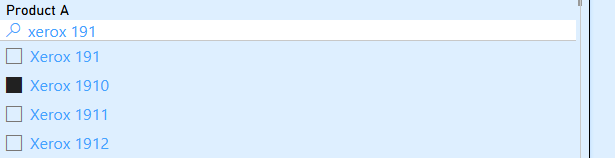 Product A
xerox 191
Xerox 191
Xerox 1910
Xerox 1911
Xerox 1912